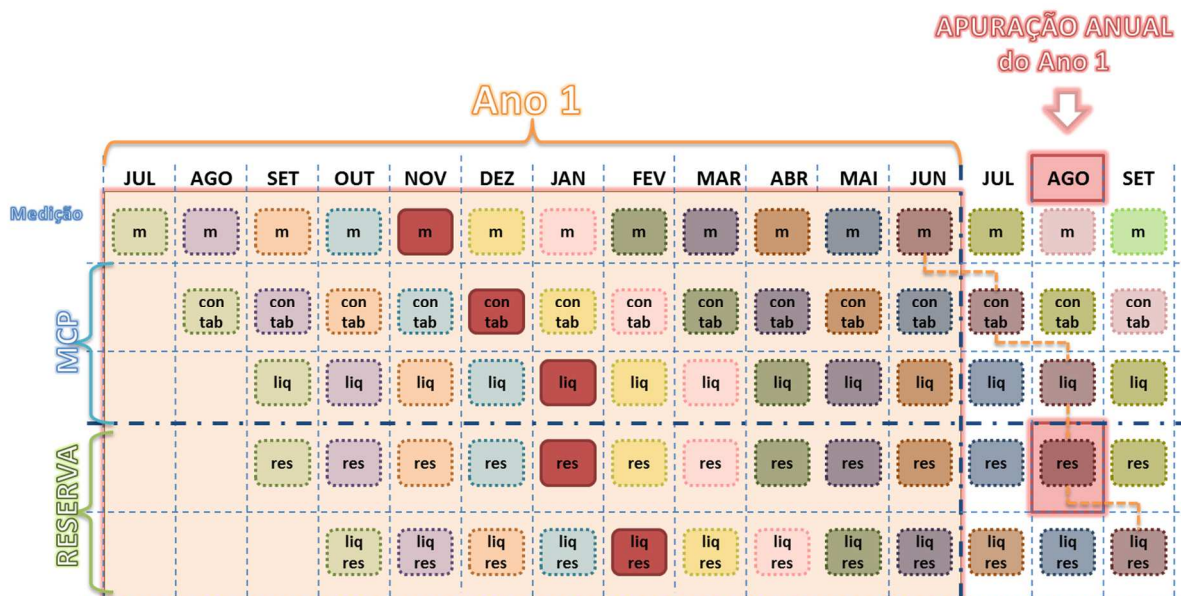 APURAÇÃO ANUAL
do Ano 1
Ano 1
JUL AGO SET OUT NOV DEZ JAN FEV MAR ABR MAI JUN JUL AGO SET
Medição
m m m m m m m m m m m m m m m
MCP
con con con con con con con con con con con con con con
tab tab tab tab tab tab tab tab tab tab tab tab tab tab
liq liq liq liq liq liq liq liq liq liq liq liq liq
RESERVA
res res res res res res res res res res res res res
liq liq liq liq liq liq liq liq liq liq liq liq
res res res res res res res res res res res res